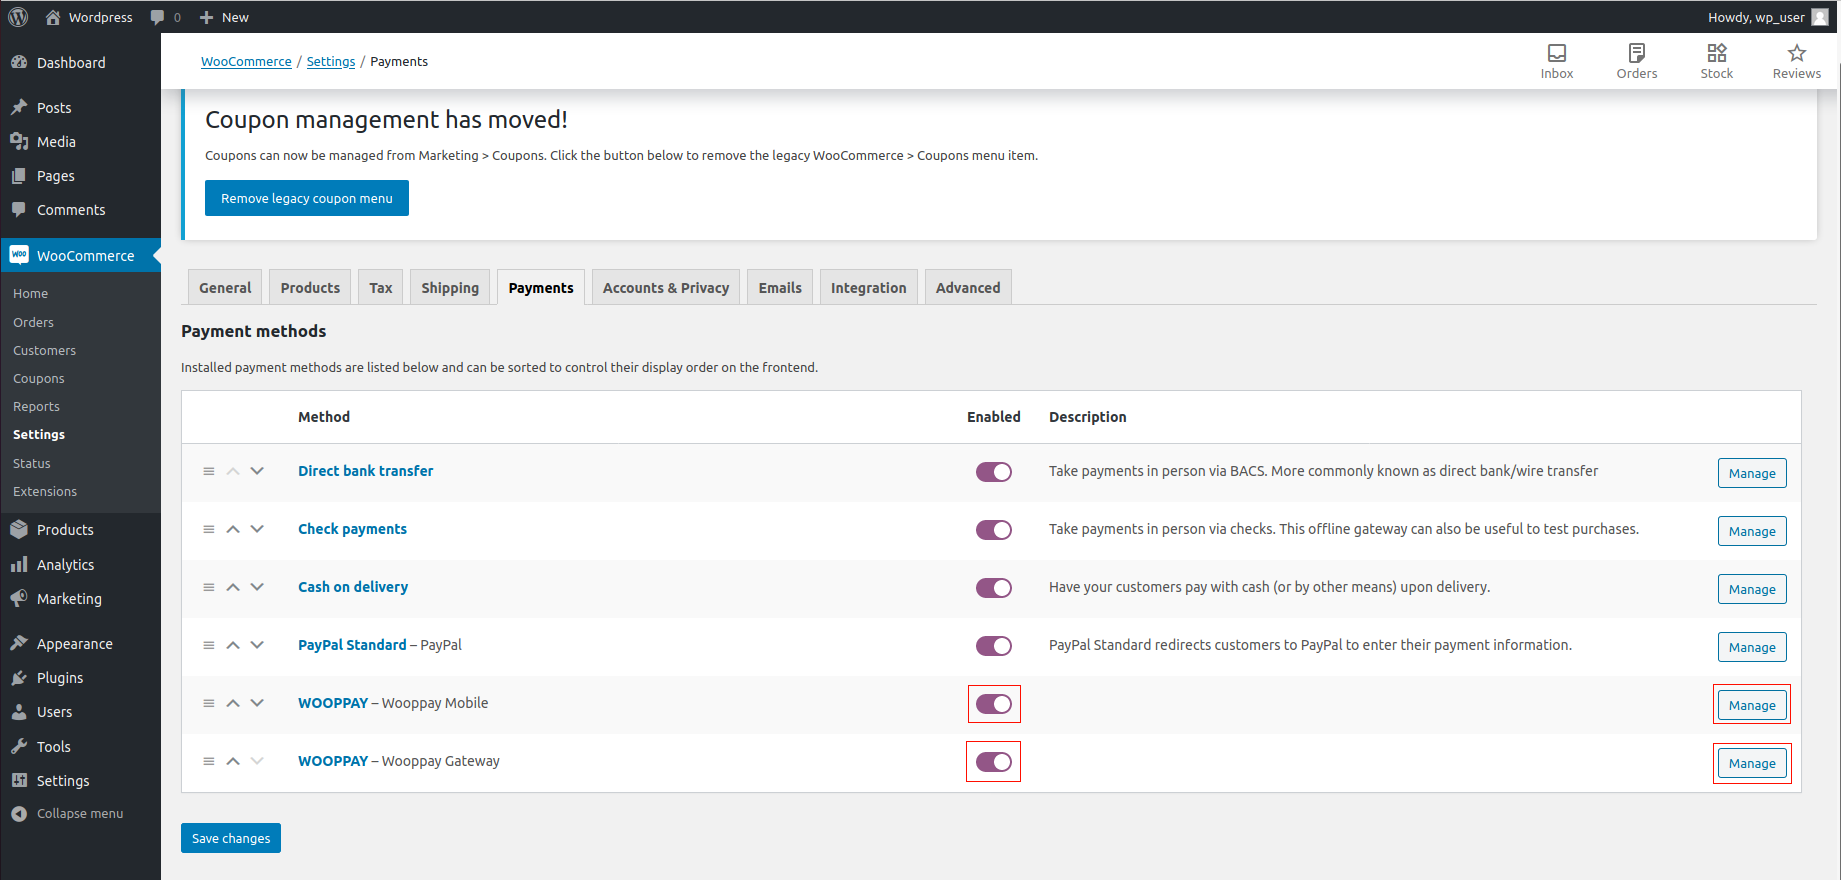 Wordpress 0 New Howdy, wp_user
Dashboard
Posts
Media
Pages
Comments
woo WooCommerce
Home
Orders
Customers
Coupons
Reports
Settings
Status
Extensions
Products
Analytics
Marketing
Appearance
Plugins
Users
Tools
Settings
Collapse menu
WooCommerce / Settings / Payments
Inbox Orders Stock Reviews
Coupon management has moved!
Coupons can now be managed from Marketing > Coupons. Click the button below to remove the legacy WooCommerce > Coupons menu item.
Remove legacy coupon menu
General Products Tax Shipping Payments Accounts & Privacy Emails Integration Advanced
Payment methods
Installed payment methods are listed below and can be sorted to control their display order on the frontend.
Method Enabled Description
Direct bank transfer Take payments in person via BACS. More commonly known as direct bank/wire transfer Manage
Check payments Take payments in person via checks. This offline gateway can also be useful to test purchases. Manage
Cash on delivery Have your customers pay with cash (or by other means) upon delivery. Manage
PayPal Standard – PayPal PayPal Standard redirects customers to PayPal to enter their payment information. Manage
WOOPPAY – Wooppay Mobile Manage
WOOPPAY – Wooppay Gateway Manage
Save changes